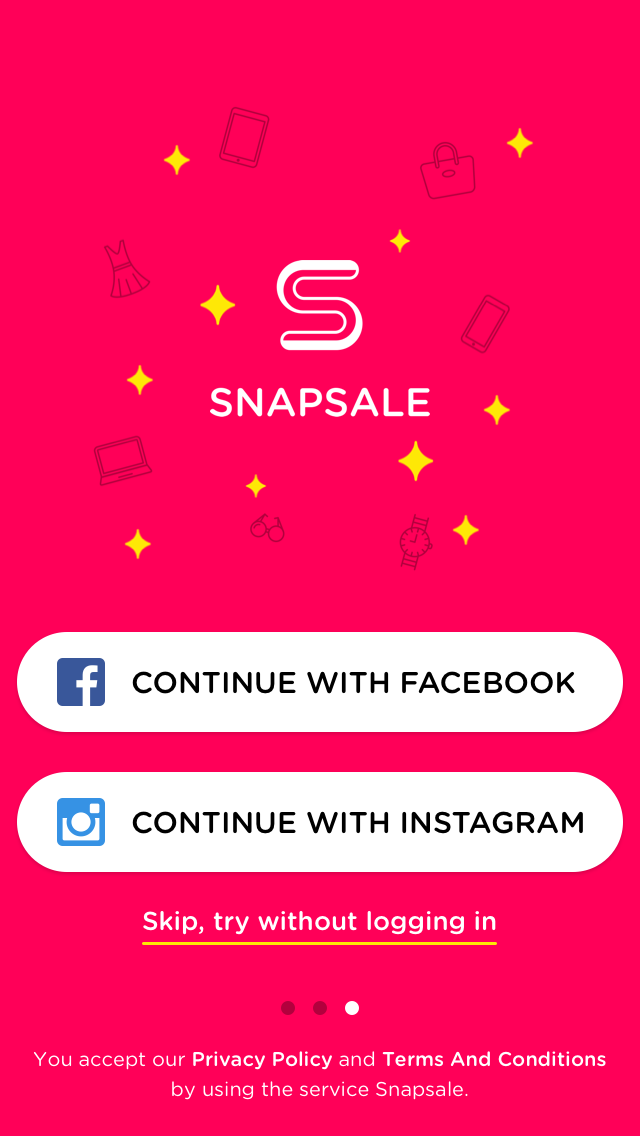 SNAPSALE
CONTINUE WITH FACEBOOK
CONTINUE WITH INSTAGRAM
Skip, try without logging in
You accept our Privacy Policy and Terms And Conditions
by using the service Snapsale.